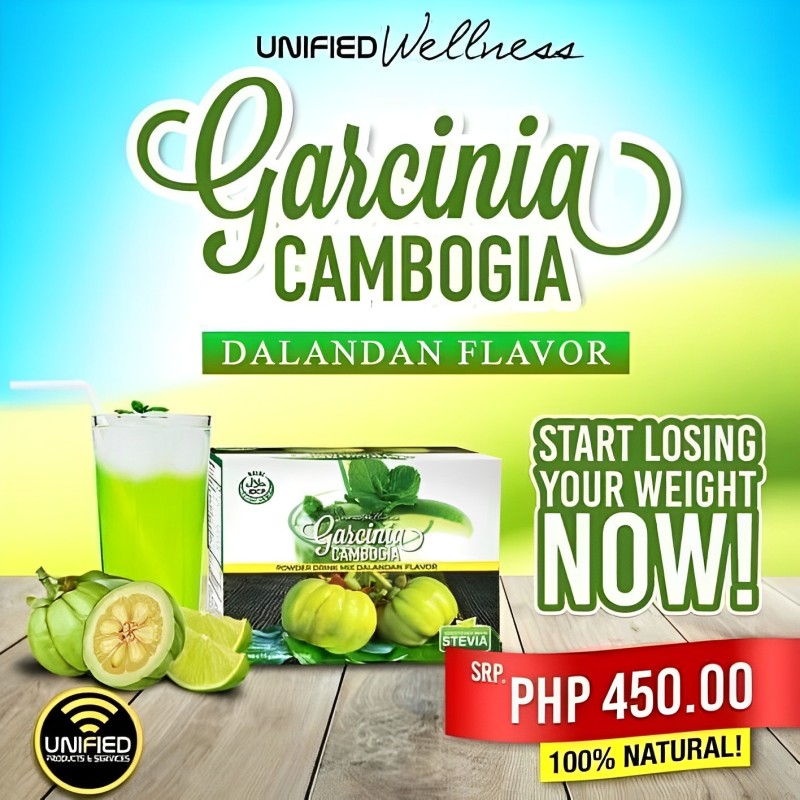 UNIFIED Wellness
Garcinia
CAMBOGIA
DALANDAN FLAVOR
START LOSING
YOUR WEIGHT
NOW!
حلال
Garcinia
CAMBOGIA
POWDER DRINK MIX DALANDAN FLAVOR
STEVIA
SRP.
PHP 450.00
100% NATURAL!
UNIFIED
PRODUCTS & SERVICES